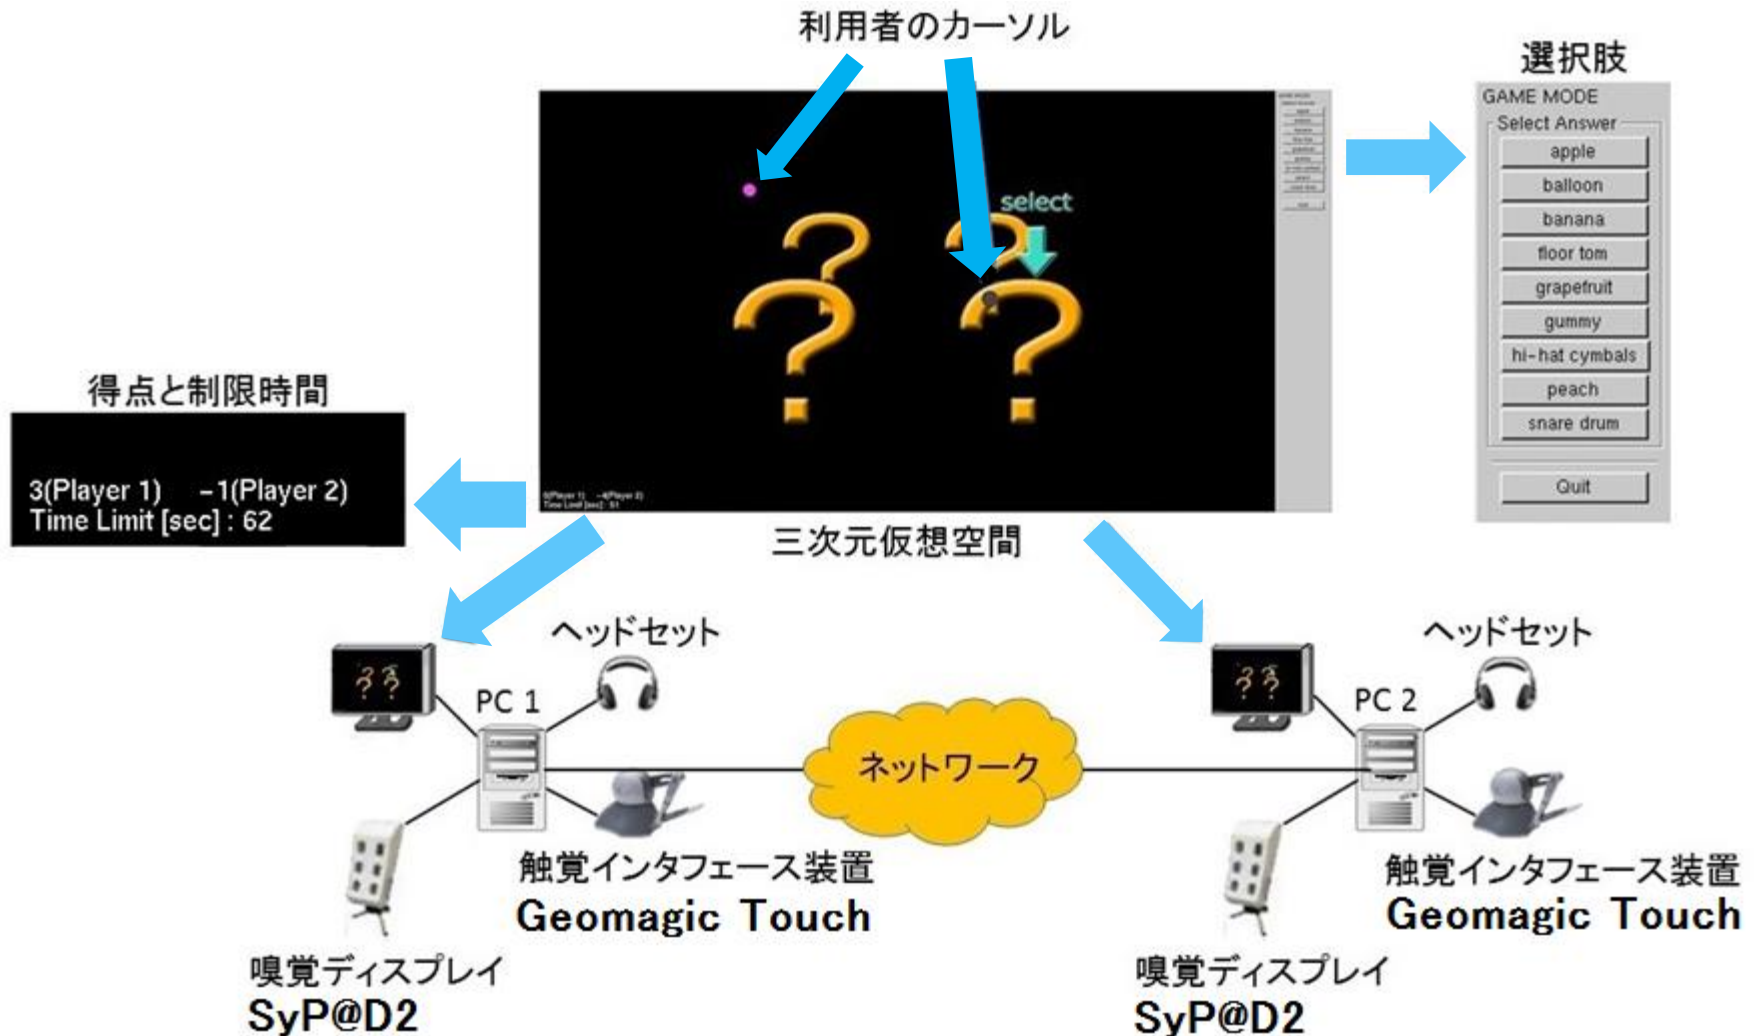 利用者のカーソル
選択肢
GAME MODE
Select Answer
apple
balloon
banana
floor tom
grapefruit
gummy
hi-hat cymbals
peach
snare drum
Quit
select
得点と制限時間
3(Player 1) -1(Player 2)
Time Limit [sec] : 62
三次元仮想空間
ヘッドセット
PC 1
ネットワーク
触覚インタフェース装置
Geomagic Touch
嗅覚ディスプレイ
SyP@D2
ヘッドセット
PC 2
触覚インタフェース装置
Geomagic Touch
嗅覚ディスプレイ
SyP@D2